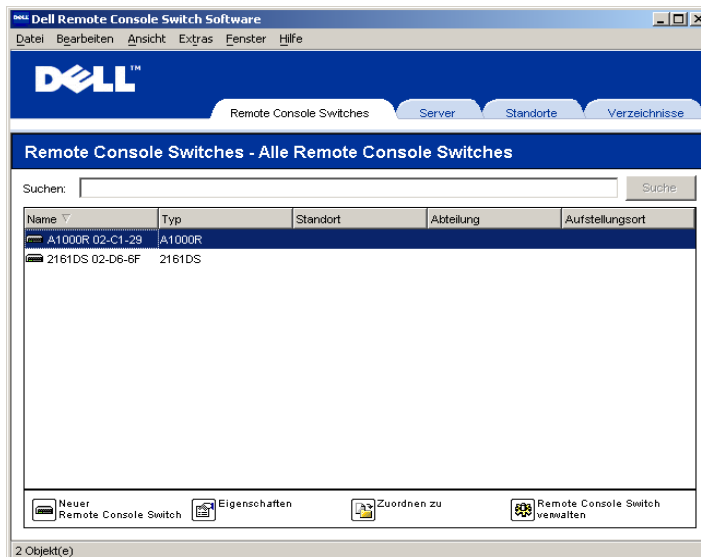 Dell Remote Console Switch Software
Datei Bearbeiten Ansicht Extras Fenster Hilfe
DELL™
Remote Console Switches Server Standorte Verzeichnisse
Remote Console Switches - Alle Remote Console Switches
Suchen: Suche
Name Typ Standort Abteilung Aufstellungsort
A1000R 02-C1-29 A1000R
2161DS 02-D6-6F 2161DS
Neuer
Remote Console Switch
Eigenschaften
Zuordnen zu
Remote Console Switch
verwalten
2 Objekt(e)